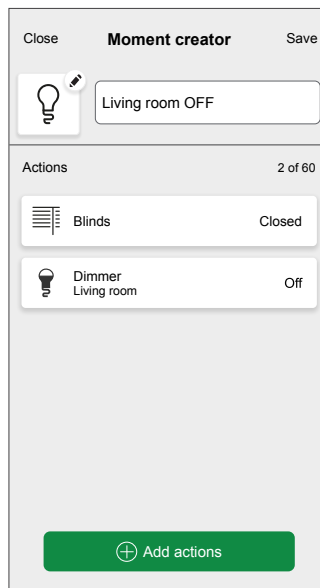 Close Moment creator Save
Living room OFF
Actions 2 of 60
Blinds Closed
Dimmer
Living room
Off
Add actions